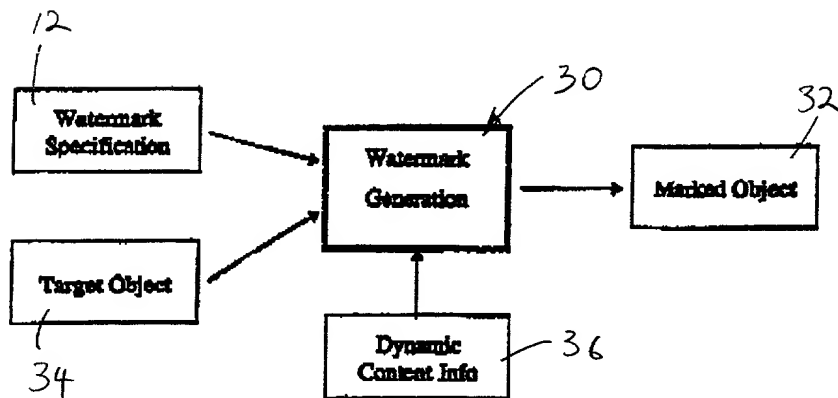 12
Watermark
Specification
30
Watermark
Generation
32
Marked Object
Target Object
34
Dynamic
Content Info
36